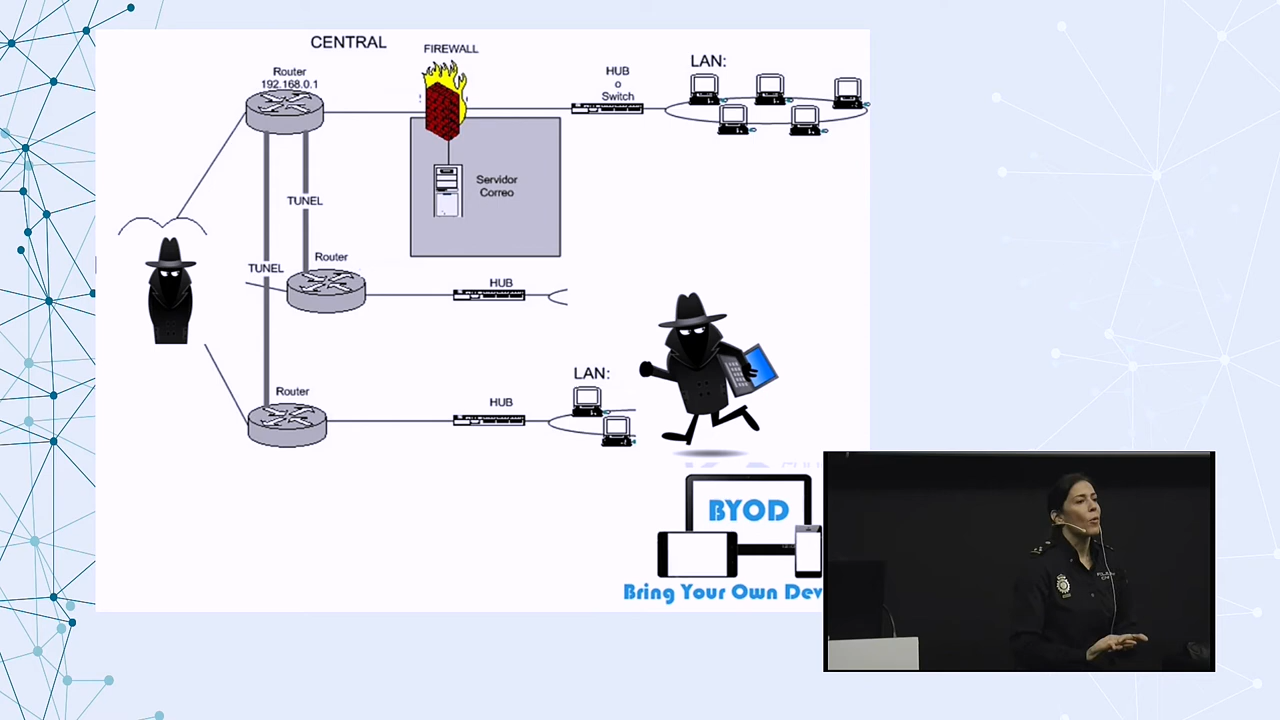 CENTRAL
FIREWALL
Router
192.168.0.1
HUB
o
Switch
LAN:
Servidor
Correo
TUNEL
TUNEL
Router
HUB
Router
HUB
LAN:
BYOD
Bring Your Own Dev